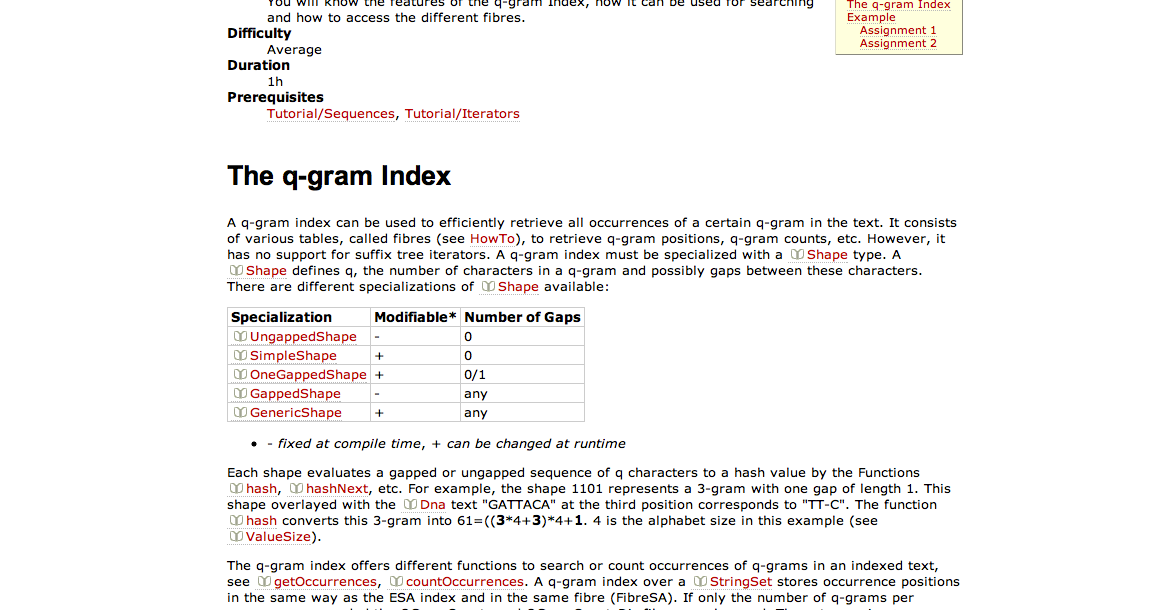 You will know the features of the q-gram Index, how it can be used for searching
and how to access the different fibres.
Difficulty
Average
Duration
1h
Prerequisites
Tutorial/Sequences, Tutorial/Iterators
The q-gram Index
Example
Assignment 1
Assignment 2
The q-gram Index
A q-gram index can be used to efficiently retrieve all occurrences of a certain q-gram in the text. It consists
of various tables, called fibres (see HowTo), to retrieve q-gram positions, q-gram counts, etc. However, it
has no support for suffix tree iterators. A q-gram index must be specialized with a Shape type. A
Shape defines q, the number of characters in a q-gram and possibly gaps between these characters.
There are different specializations of Shape available:
Specialization Modifiable* Number of Gaps
UngappedShape - 0
SimpleShape + 0
OneGappedShape + 0/1
GappedShape - any
GenericShape + any
• - fixed at compile time, + can be changed at runtime
Each shape evaluates a gapped or ungapped sequence of q characters to a hash value by the Functions
hash, hashNext, etc. For example, the shape 1101 represents a 3-gram with one gap of length 1. This
shape overlayed with the Dna text "GATTACA" at the third position corresponds to "TT-C". The function
hash converts this 3-gram into 61=((3*4+3)*4+1. 4 is the alphabet size in this example (see
ValueSize).
The q-gram index offers different functions to search or count occurrences of q-grams in an indexed text,
see getOccurrences, countOccurrences. A q-gram index over a StringSet stores occurrence positions
in the same way as the ESA index and in the same fibre (FibreSA). If only the number of q-grams per